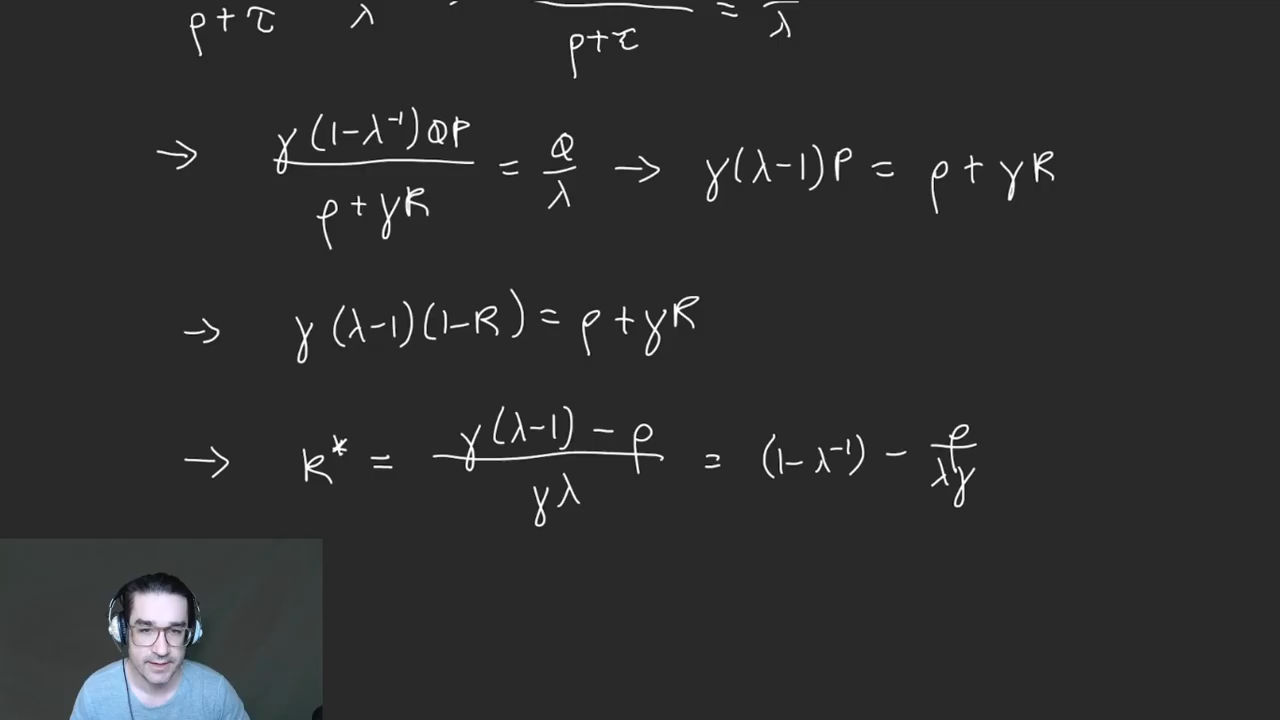 ρ+τ   λ   ρ+τ = λ
→ γ(1-λ⁻¹)QP / ρ+γR = Q/λ → γ(λ-1)P = ρ+γR
→ γ(λ-1)(1-R) = ρ+γR
→ R* = γ(λ-1)-ρ / γλ = (1-λ⁻¹) - ρ/λγ